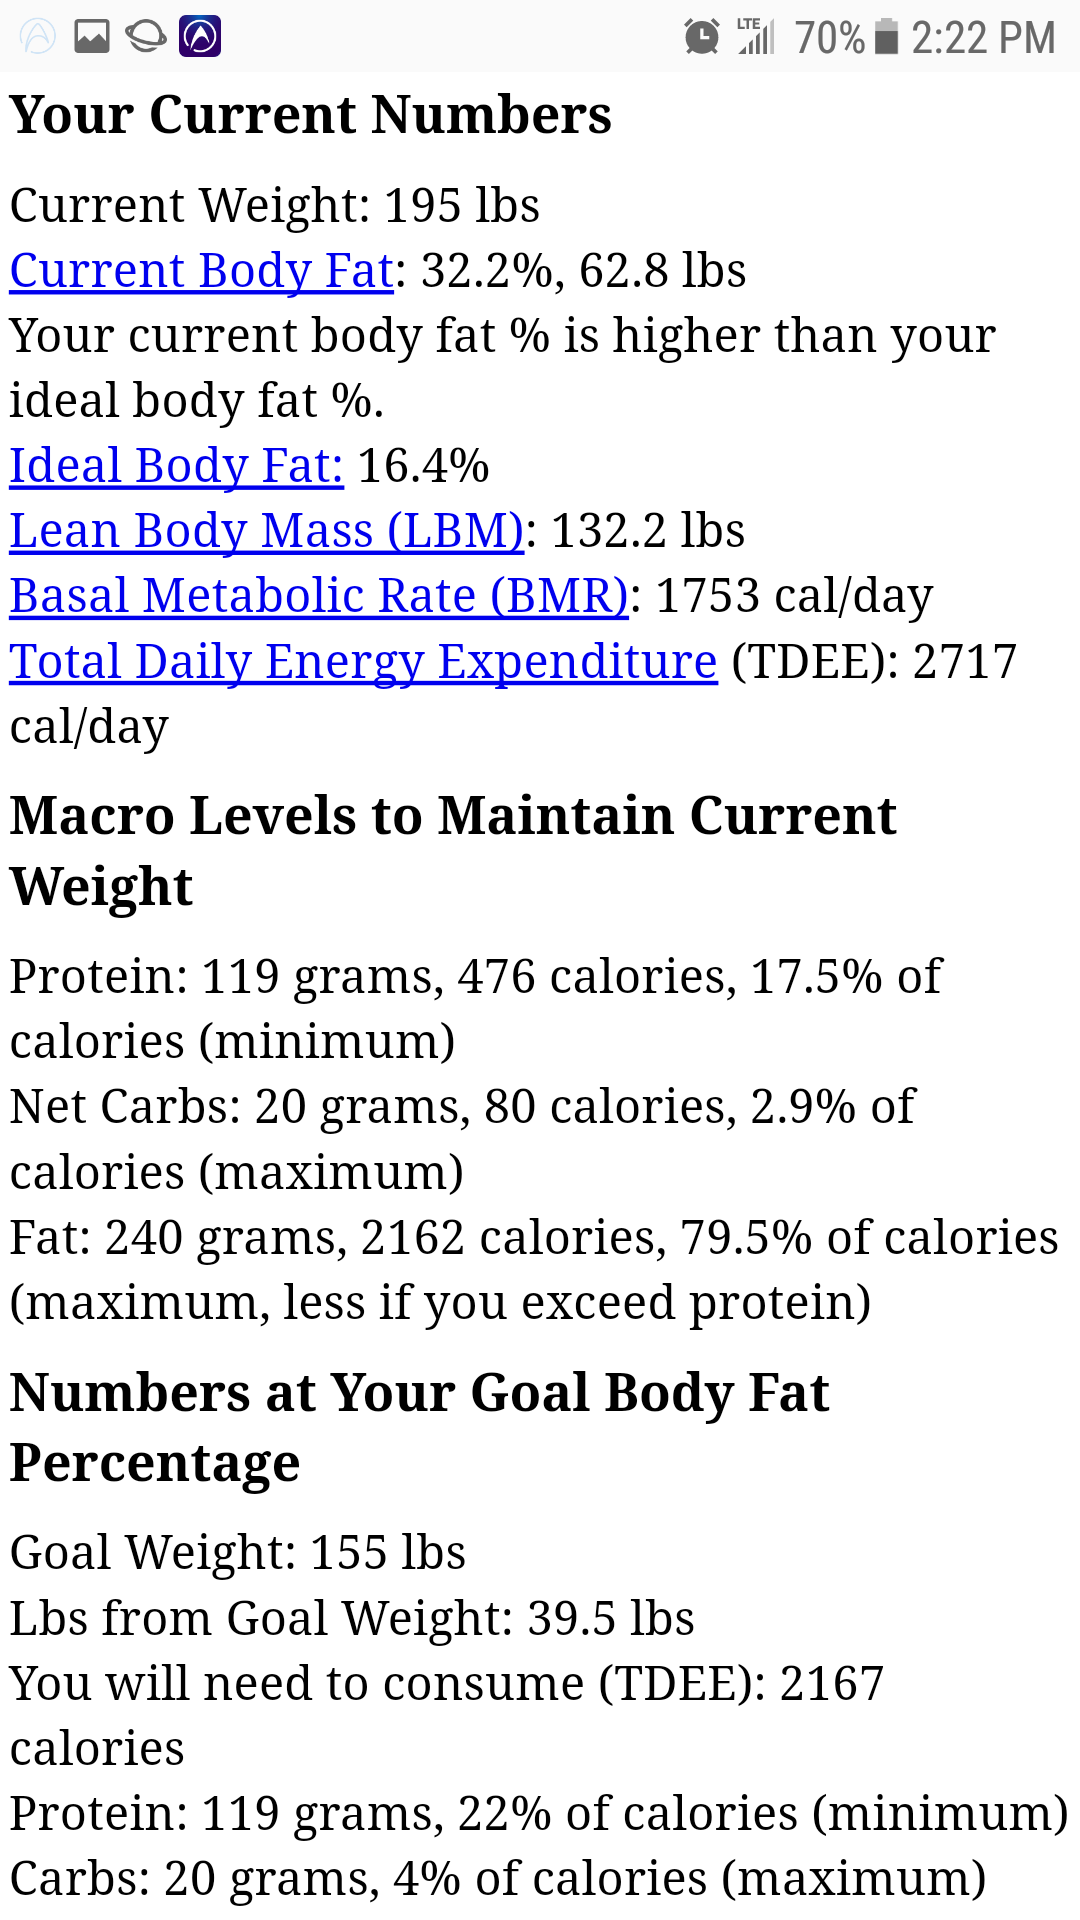 LTE 70% 2:22 PM
Your Current Numbers
Current Weight: 195 lbs
Current Body Fat: 32.2%, 62.8 lbs
Your current body fat % is higher than your
ideal body fat %.
Ideal Body Fat: 16.4%
Lean Body Mass (LBM): 132.2 lbs
Basal Metabolic Rate (BMR): 1753 cal/day
Total Daily Energy Expenditure (TDEE): 2717
cal/day
Macro Levels to Maintain Current
Weight
Protein: 119 grams, 476 calories, 17.5% of
calories (minimum)
Net Carbs: 20 grams, 80 calories, 2.9% of
calories (maximum)
Fat: 240 grams, 2162 calories, 79.5% of calories
(maximum, less if you exceed protein)
Numbers at Your Goal Body Fat
Percentage
Goal Weight: 155 lbs
Lbs from Goal Weight: 39.5 lbs
You will need to consume (TDEE): 2167
calories
Protein: 119 grams, 22% of calories (minimum)
Carbs: 20 grams, 4% of calories (maximum)